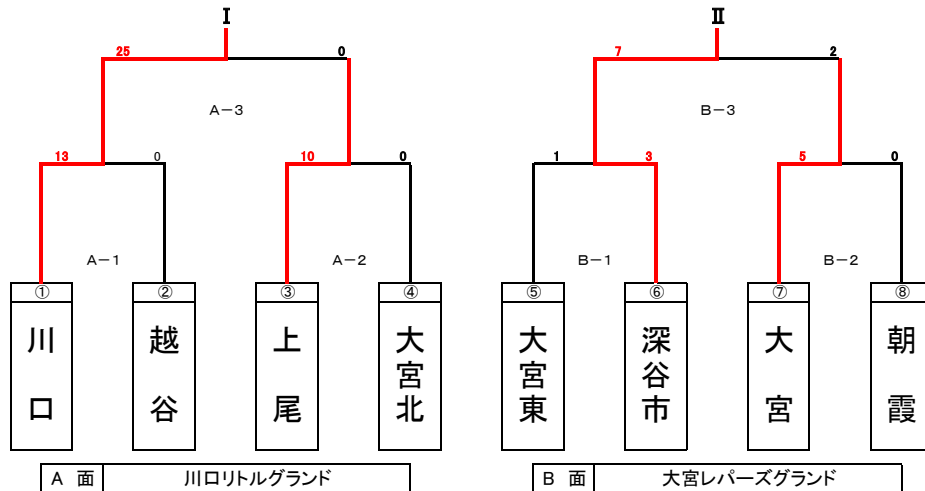 Ⅰ Ⅱ
25 0 7 2
A－3 B－3
13 0 10 0 1 3 5 0
A－1 A－2 B－1 B－2
① ② ③ ④ ⑤ ⑥ ⑦ ⑧
川口 越谷 上尾 大宮北 大宮東 深谷市 大宮 朝霞
A 面 川口リトルグランド B 面 大宮レパーズグランド